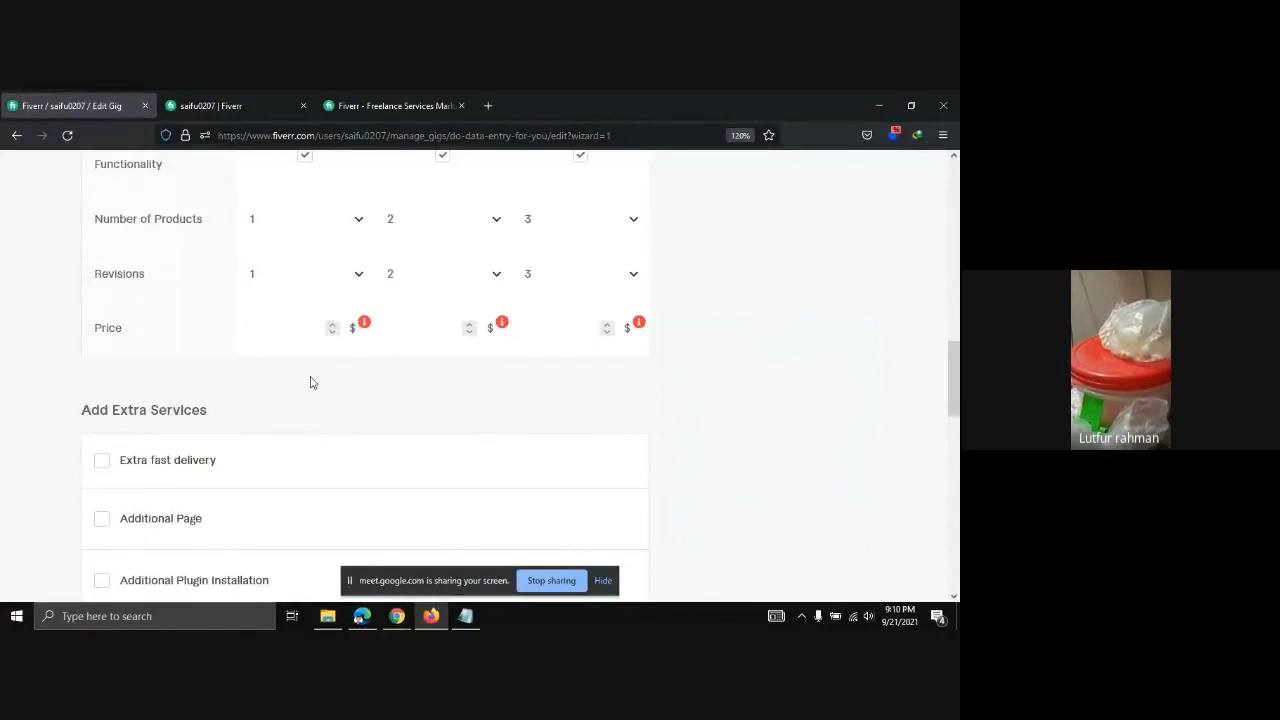 Fiverr / saifu0207 / Edit Gig
saifu0207 | Fiverr
Fiverr - Freelance Services Mark
https://www.fiverr.com/users/saifu0207/manage_gigs/do-data-entry-for-you/edit?wizard=1
120%
Functionality
Number of Products 1 2 3
Revisions 1 2 3
Price $ $ $
Add Extra Services
Extra fast delivery
Additional Page
Additional Plugin Installation
meet.google.com is sharing your screen. Stop sharing Hide
Type here to search
9:10 PM
9/21/2021
4
Lutfur rahman